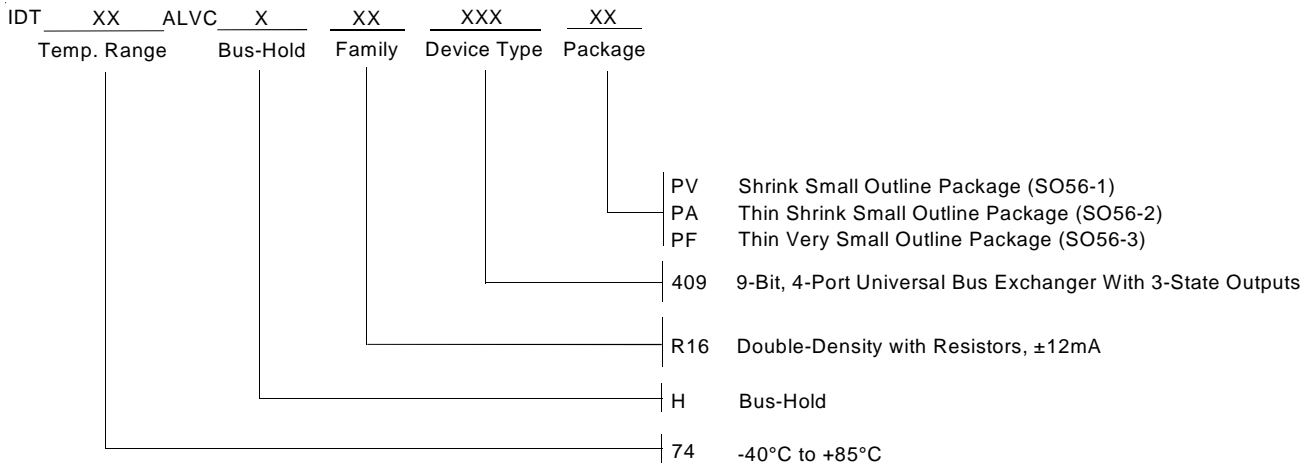 IDT XX ALVC X XX XXX XX
Temp. Range Bus-Hold Family Device Type Package
PV Shrink Small Outline Package (SO56-1)
PA Thin Shrink Small Outline Package (SO56-2)
PF Thin Very Small Outline Package (SO56-3)
409 9-Bit, 4-Port Universal Bus Exchanger With 3-State Outputs
R16 Double-Density with Resistors, ±12mA
H Bus-Hold
74 -40°C to +85°C